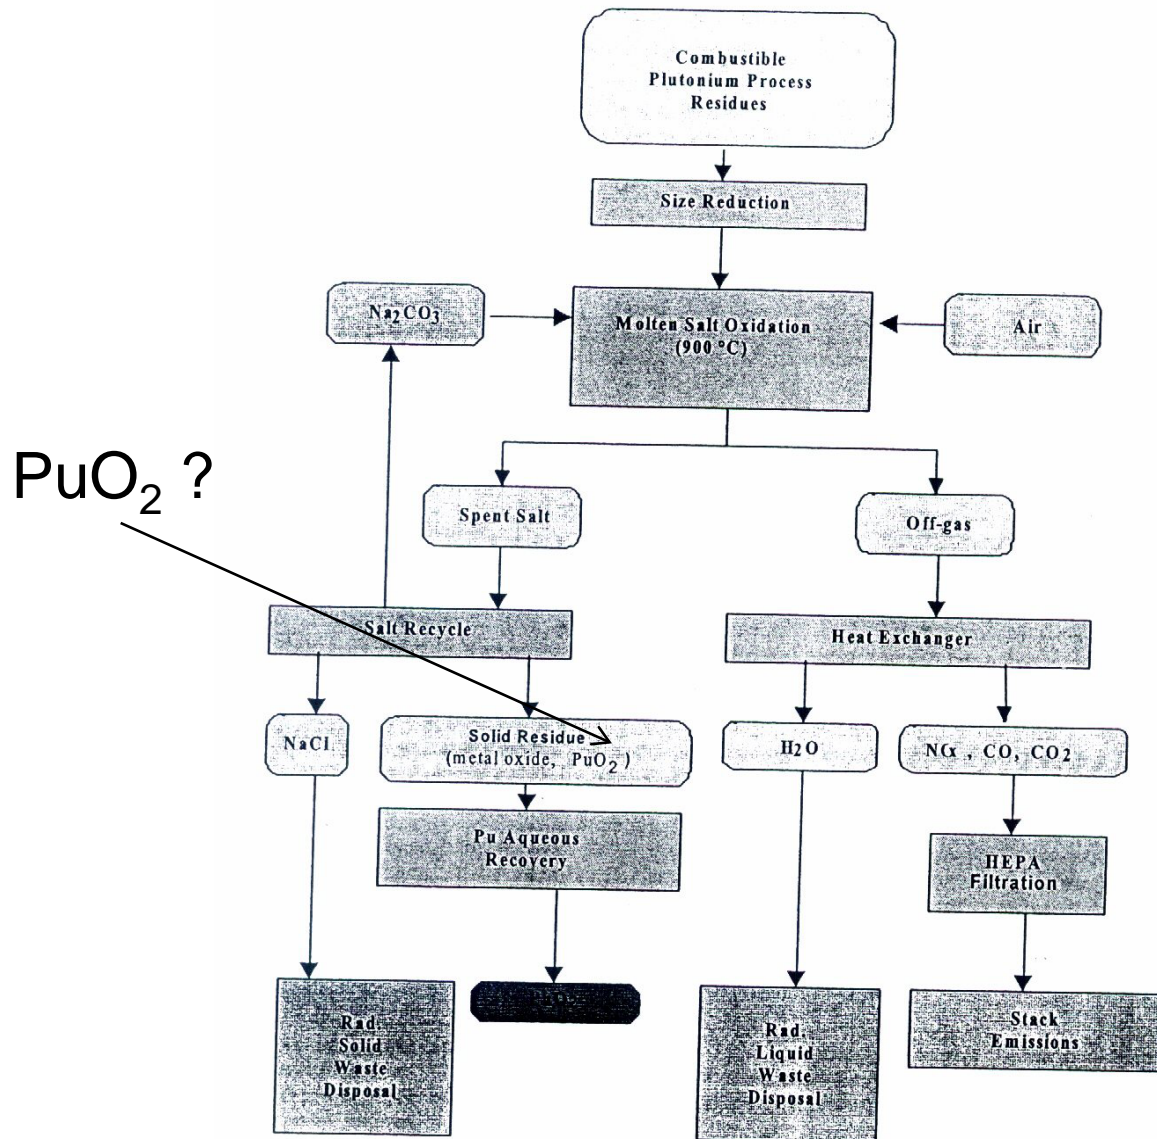 Combustible
Plutonium Process
Residues
Size Reduction
Na₂CO₃
Molten Salt Oxidation
(900 °C)
Air
PuO₂ ?
Spent Salt
Off-gas
Salt Recycle
Heat Exchanger
NaCl
Solid Residue
(metal oxide, PuO₂)
H2O
NOx , CO, CO2
Pu Aqueous
Recovery
HEPA
Filtration
Rad.
Solid
Waste
Disposal
Rad.
Liquid
Waste
Disposal
Stack
Emissions